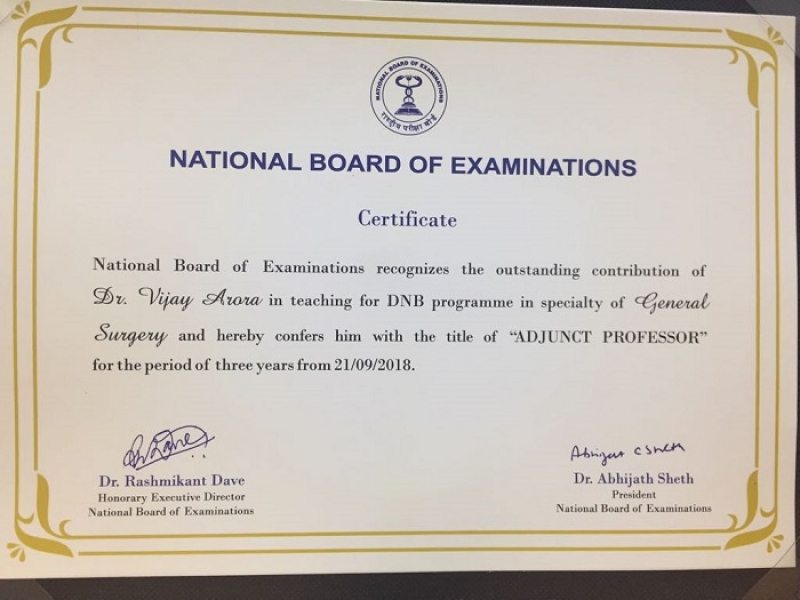 NATIONAL BOARD OF EXAMINATIONS
राष्ट्रीय परीक्षा बोर्ड
NATIONAL BOARD OF EXAMINATIONS
Certificate
National Board of Examinations recognizes the outstanding contribution of
Dr. Vijay Arora in teaching for DNB programme in specialty of General
Surgery and hereby confers him with the title of “ADJUNCT PROFESSOR”
for the period of three years from 21/09/2018.
Abhijat C Sheth
Dr. Rashmikant Dave
Honorary Executive Director
National Board of Examinations
Dr. Abhijath Sheth
President
National Board of Examinations